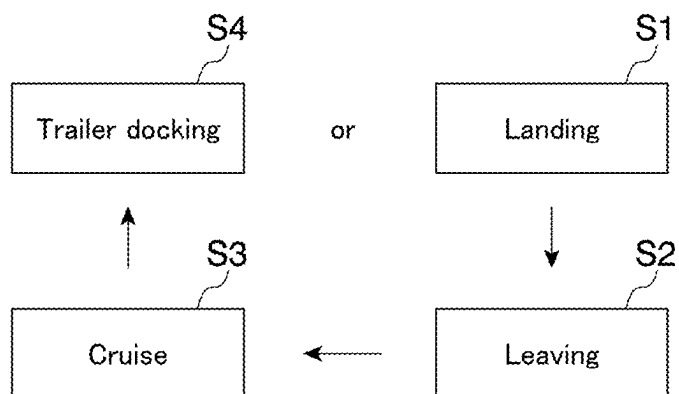 S4
S1
Trailer docking
or
Landing
S3
S2
Cruise
Leaving